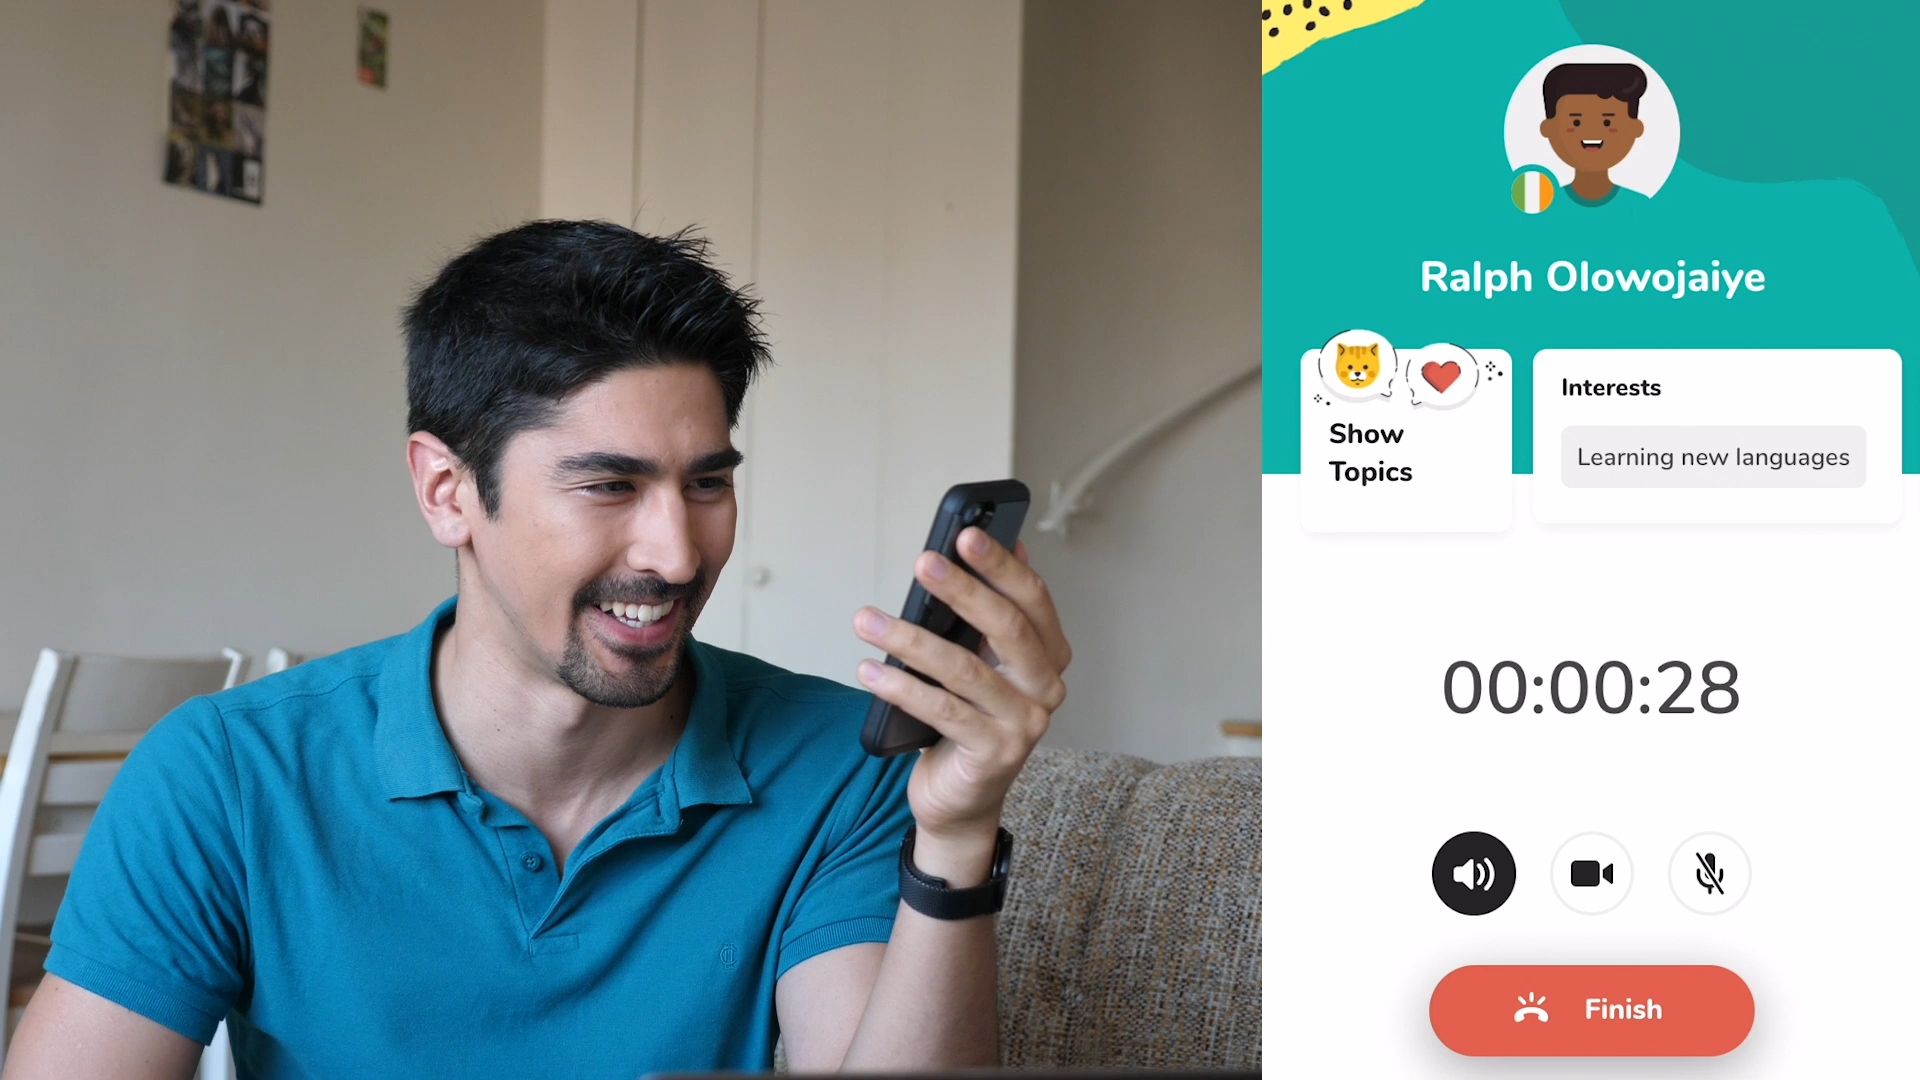 Ralph Olowojaiye
Show
Topics
Interests
Learning new languages
00:00:28
Finish